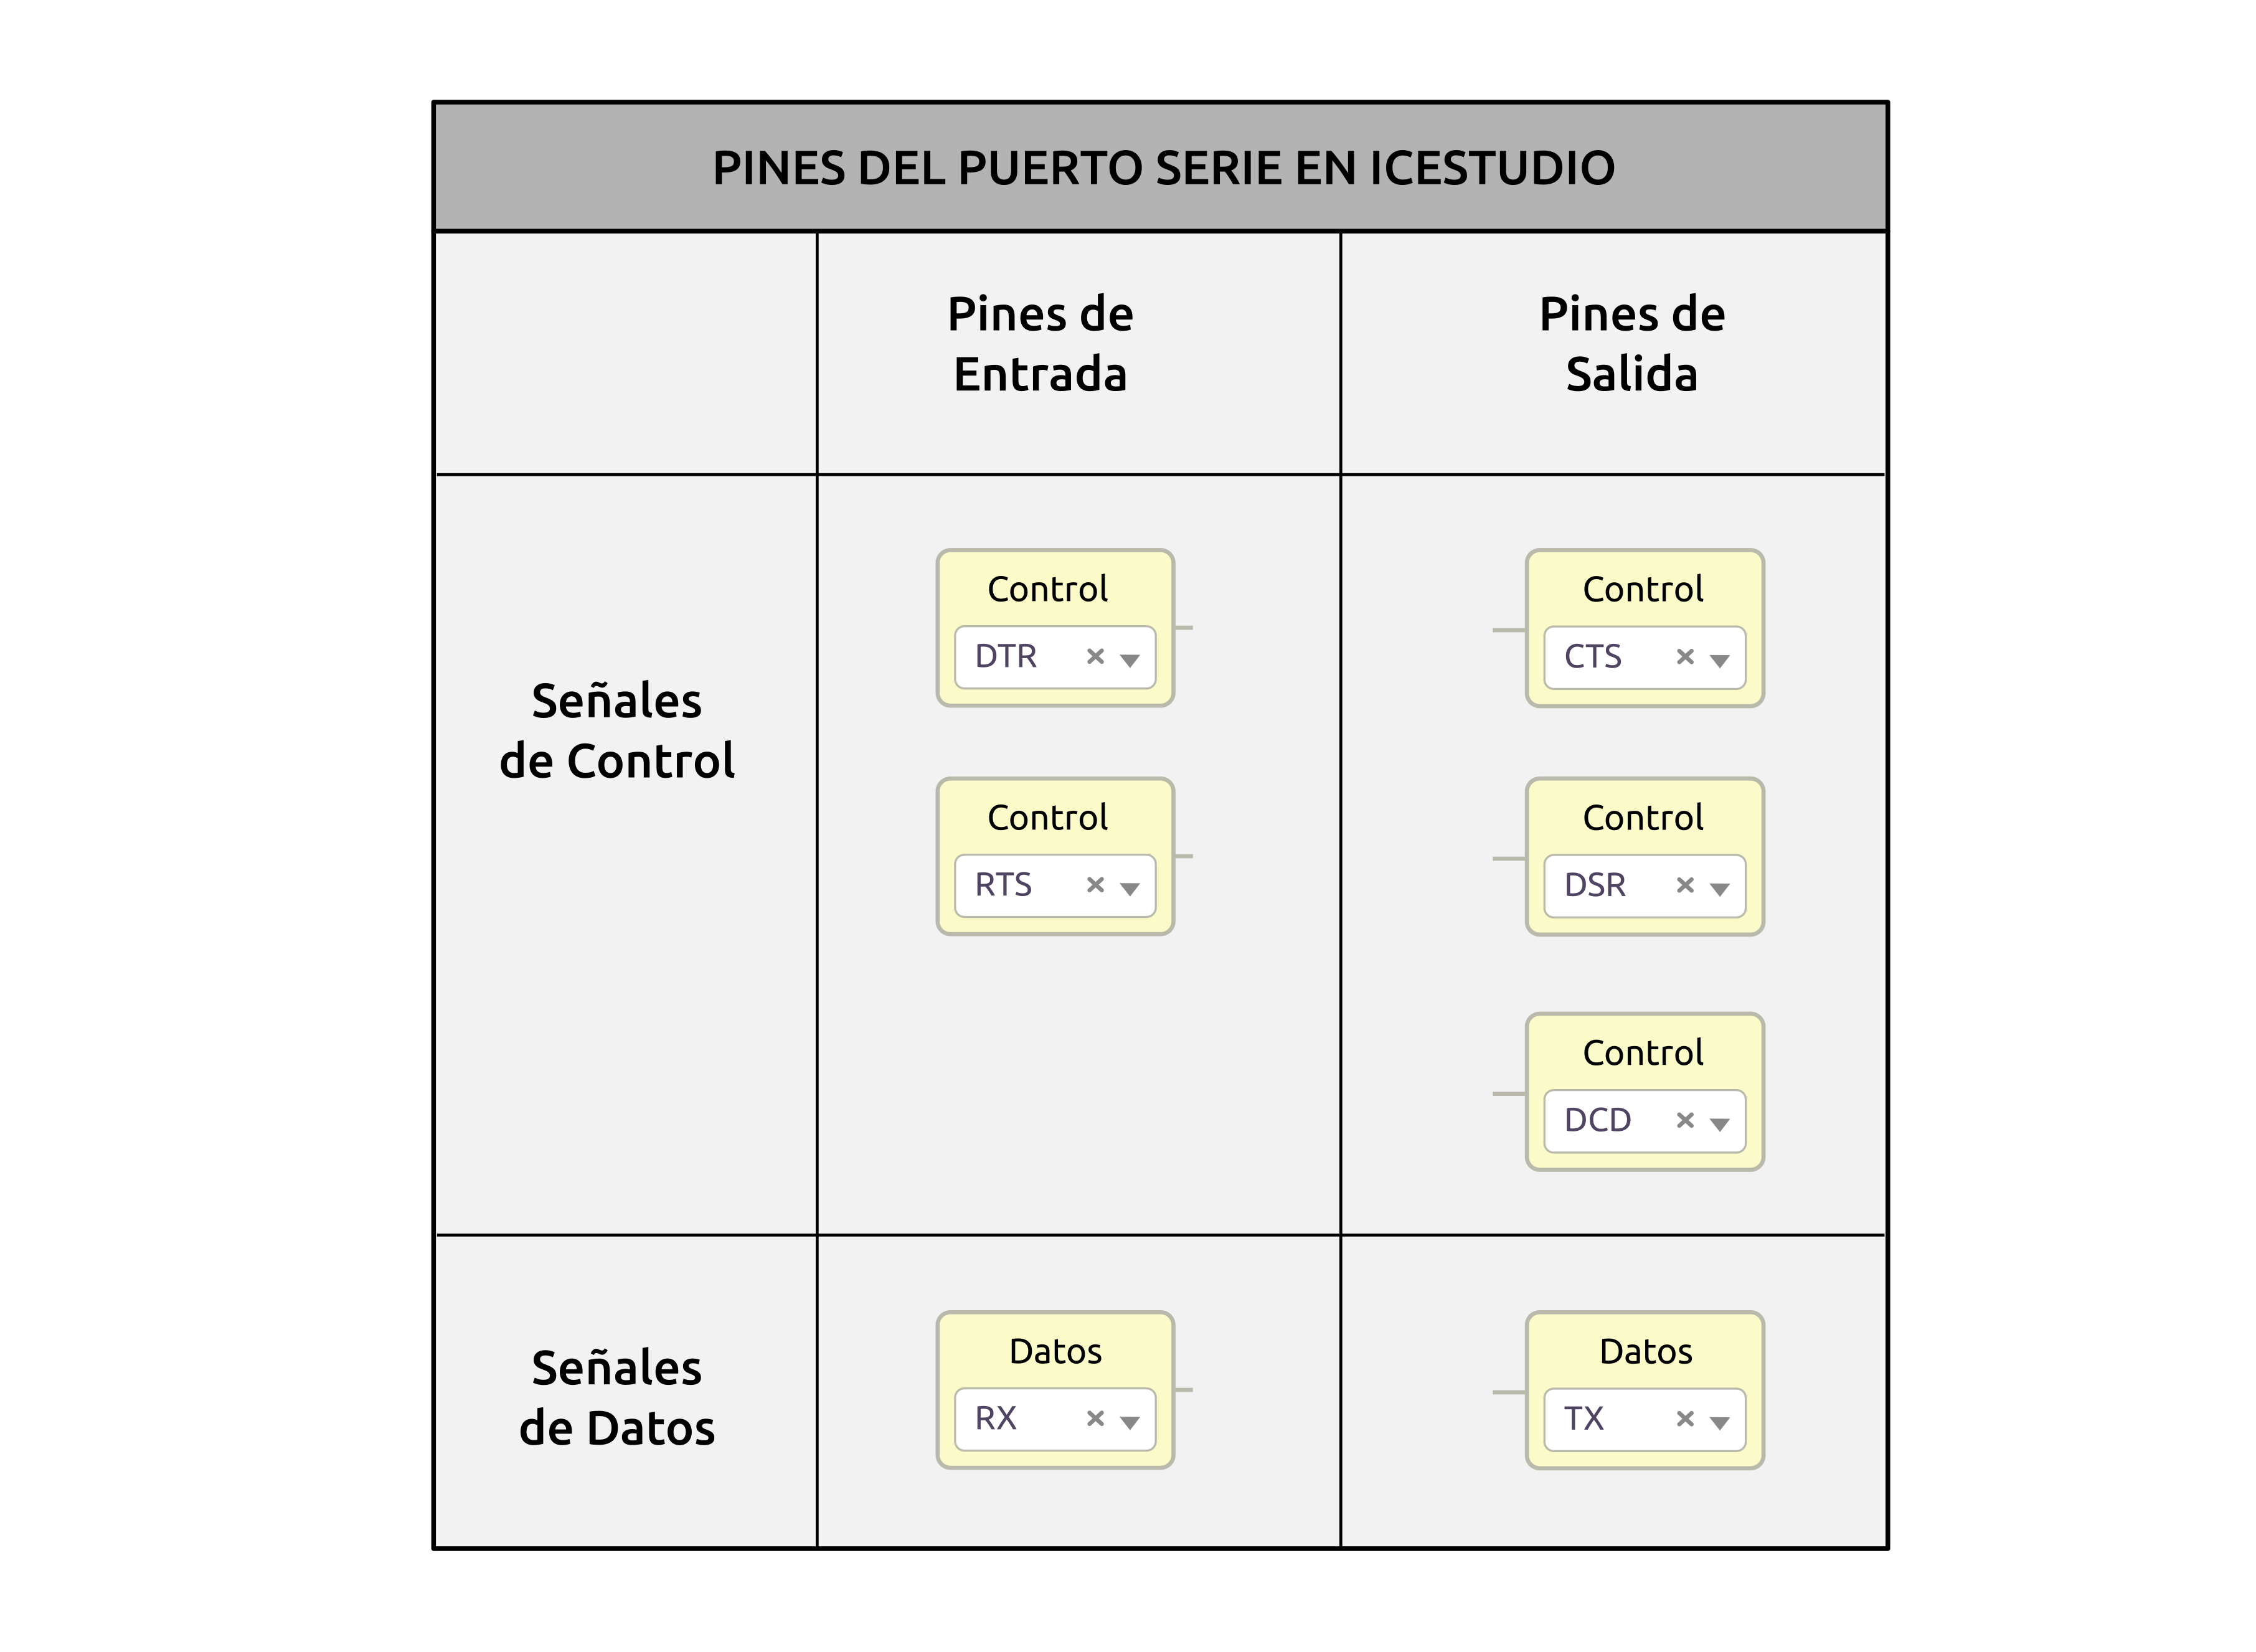 PINES DEL PUERTO SERIE EN ICESTUDIO
Pines de
Entrada
Pines de
Salida
Señales
de Control
Control
DTR
Control
RTS
Control
CTS
Control
DSR
Control
DCD
Señales
de Datos
Datos
RX
Datos
TX